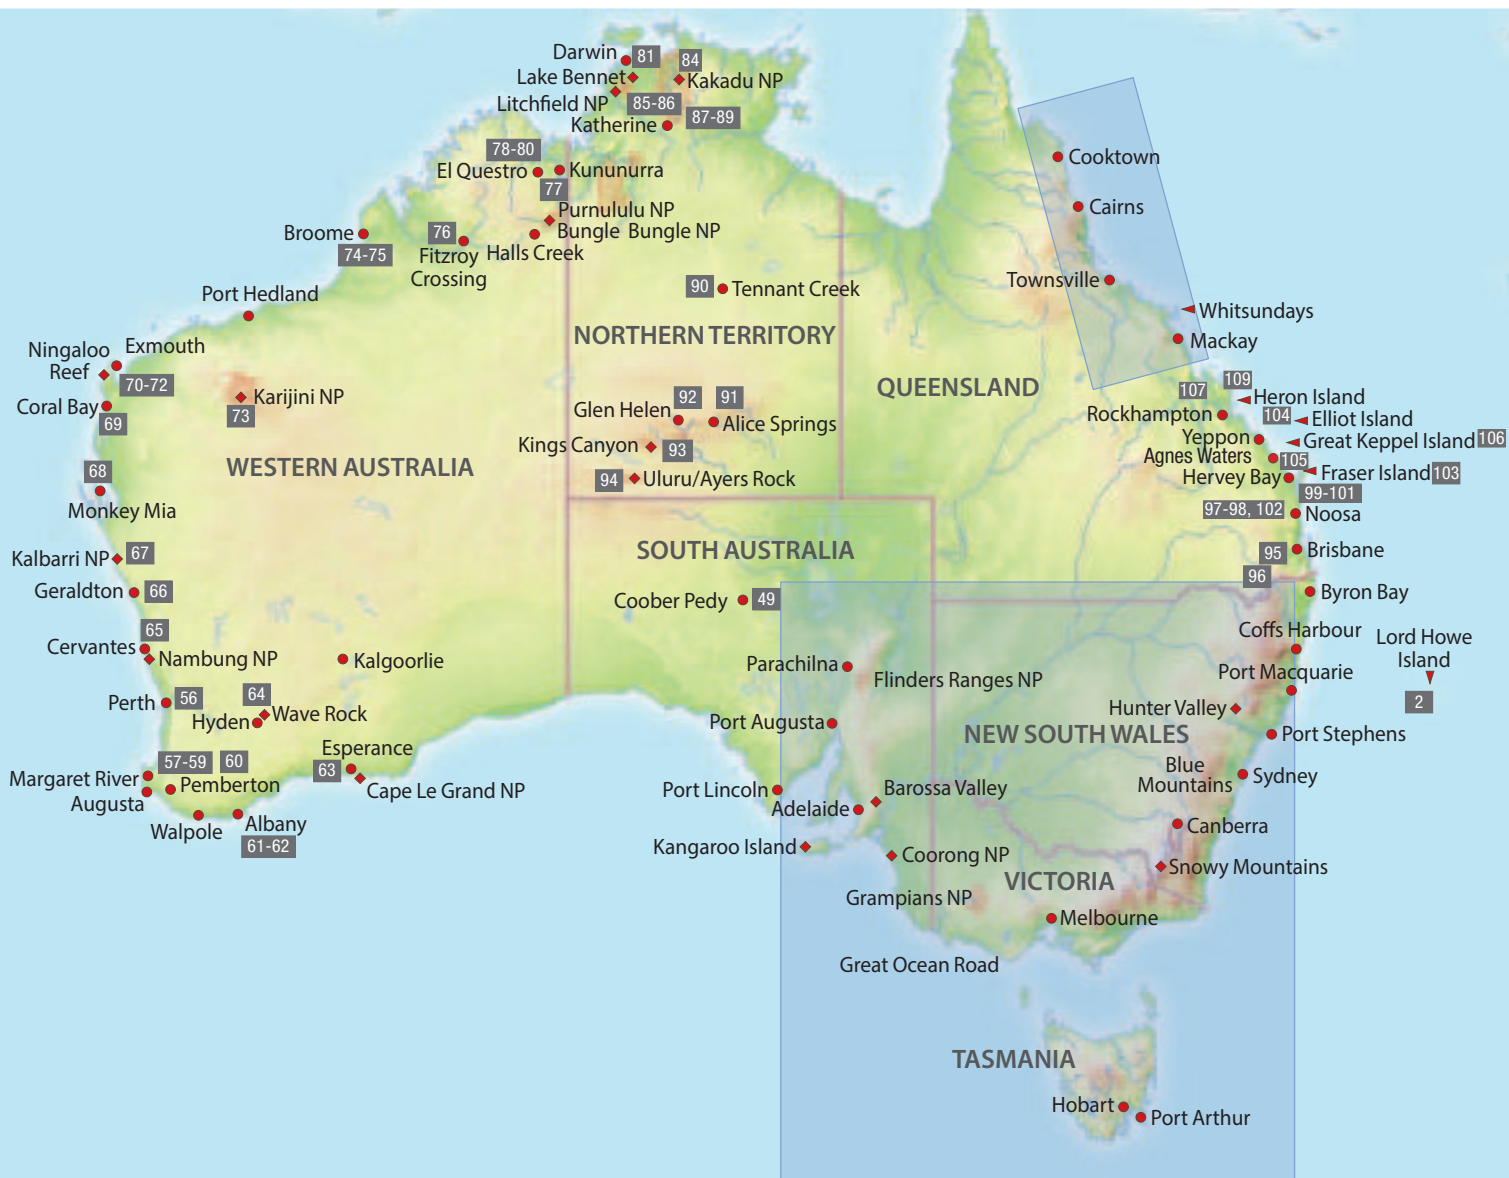 Darwin
81
84
Lake Bennet
Kakadu NP
Litchfield NP
85-86
87-89
Katherine
78-80
El Questro
Kununurra
77
Purnululu NP
Bungle Bungle NP
Broome
74-75
76
Fitzroy
Crossing
Halls Creek
Cooktown
Cairns
Townsville
Whitsundays
Mackay
90
Tennant Creek
Port Hedland
NORTHERN TERRITORY
Ningaloo
Reef
Exmouth
70-72
Karijini NP
73
Coral Bay
69
QUEENSLAND
107
109
Heron Island
Rockhampton
104
Elliot Island
Yeppon
Great Keppel Island
106
Agnes Waters
105
Hervey Bay
Fraser Island
103
99-101
97-98, 102
Noosa
92
91
Glen Helen
Alice Springs
Kings Canyon
93
94
Uluru/Ayers Rock
WESTERN AUSTRALIA
68
Monkey Mia
Kalbarri NP
67
Geraldton
66
SOUTH AUSTRALIA
Coober Pedy
49
95
Brisbane
96
Byron Bay
Coffs Harbour
Lord Howe
Island
2
Port Macquarie
65
Cervantes
Nambung NP
Kalgoorlie
Parachilna
Flinders Ranges NP
Perth
56
64
Hyden
Wave Rock
Port Augusta
Hunter Valley
NEW SOUTH WALES
Port Stephens
Esperance
63
Cape Le Grand NP
57-59
60
Margaret River
Pemberton
Augusta
Walpole
Albany
61-62
Port Lincoln
Barossa Valley
Adelaide
Blue
Mountains
Sydney
Canberra
Kangaroo Island
Coorong NP
Snowy Mountains
VICTORIA
Grampians NP
Melbourne
Great Ocean Road
TASMANIA
Hobart
Port Arthur